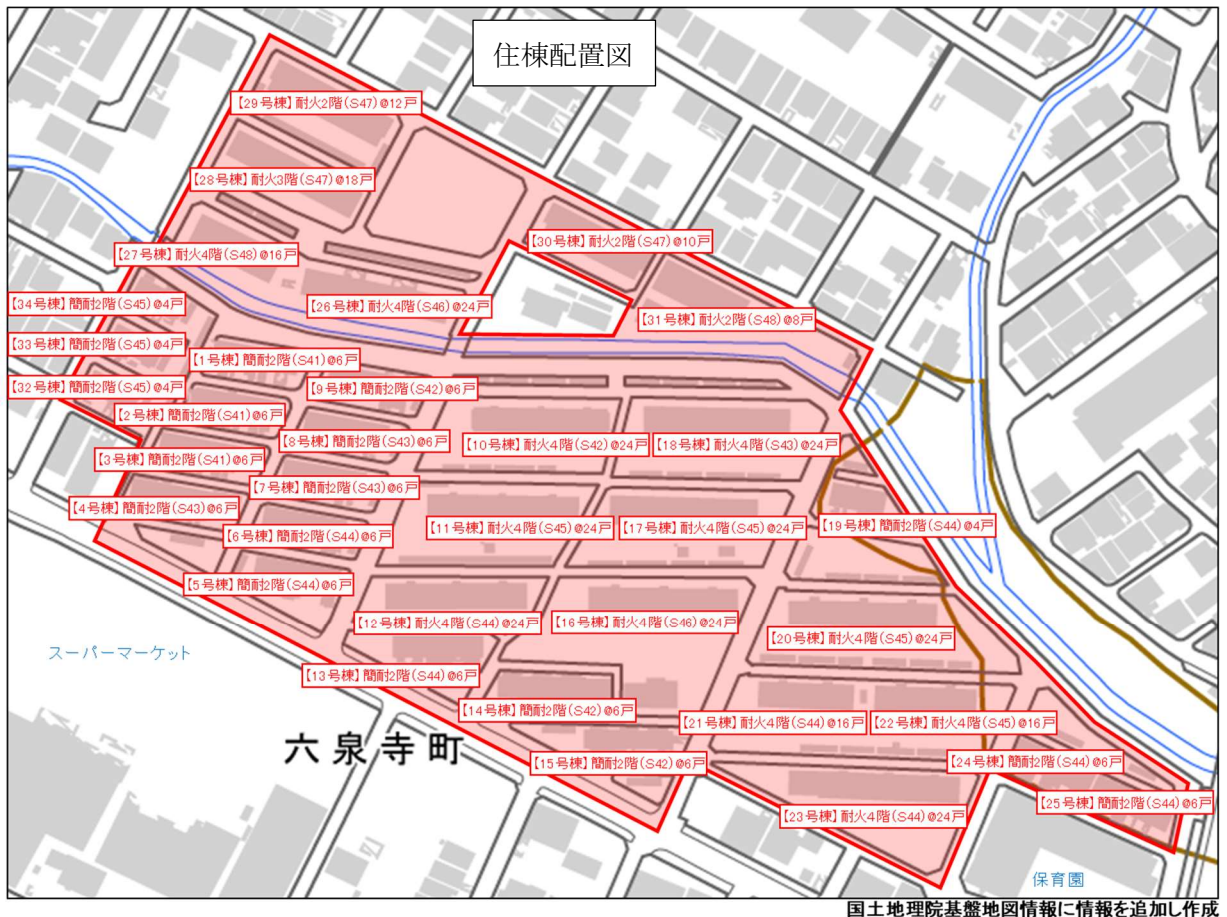 住棟配置図
【29号棟】耐火2階(S47)@12戸
【28号棟】耐火3階(S47)@18戸
【30号棟】耐火2階(S47)@10戸
【27号棟】耐火4階(S48)@16戸
【34号棟】簡耐2階(S45)@4戸
【26号棟】耐火4階(S46)@24戸
【31号棟】耐火2階(S48)@8戸
【33号棟】簡耐2階(S45)@4戸
【1号棟】簡耐2階(S41)@6戸
【32号棟】簡耐2階(S45)@4戸
【9号棟】簡耐2階(S42)@6戸
【2号棟】簡耐2階(S41)@6戸
【8号棟】簡耐2階(S43)@6戸
【10号棟】耐火4階(S42)@24戸
【18号棟】耐火4階(S43)@24戸
【3号棟】簡耐2階(S41)@6戸
【7号棟】簡耐2階(S43)@6戸
【4号棟】簡耐2階(S43)@6戸
【11号棟】耐火4階(S45)@24戸
【17号棟】耐火4階(S45)@24戸
【19号棟】簡耐2階(S44)@4戸
【6号棟】簡耐2階(S44)@6戸
【5号棟】簡耐2階(S44)@6戸
【12号棟】耐火4階(S44)@24戸
【16号棟】耐火4階(S46)@24戸
【20号棟】耐火4階(S45)@24戸
スーパーマーケット
【13号棟】簡耐2階(S44)@6戸
【14号棟】簡耐2階(S42)@6戸
【21号棟】耐火4階(S44)@16戸
【22号棟】耐火4階(S45)@16戸
六泉寺町
【15号棟】簡耐2階(S42)@6戸
【24号棟】簡耐2階(S44)@6戸
【25号棟】簡耐2階(S44)@6戸
【23号棟】耐火4階(S44)@24戸
保育園
国土地理院基盤地図情報に情報を追加し作成